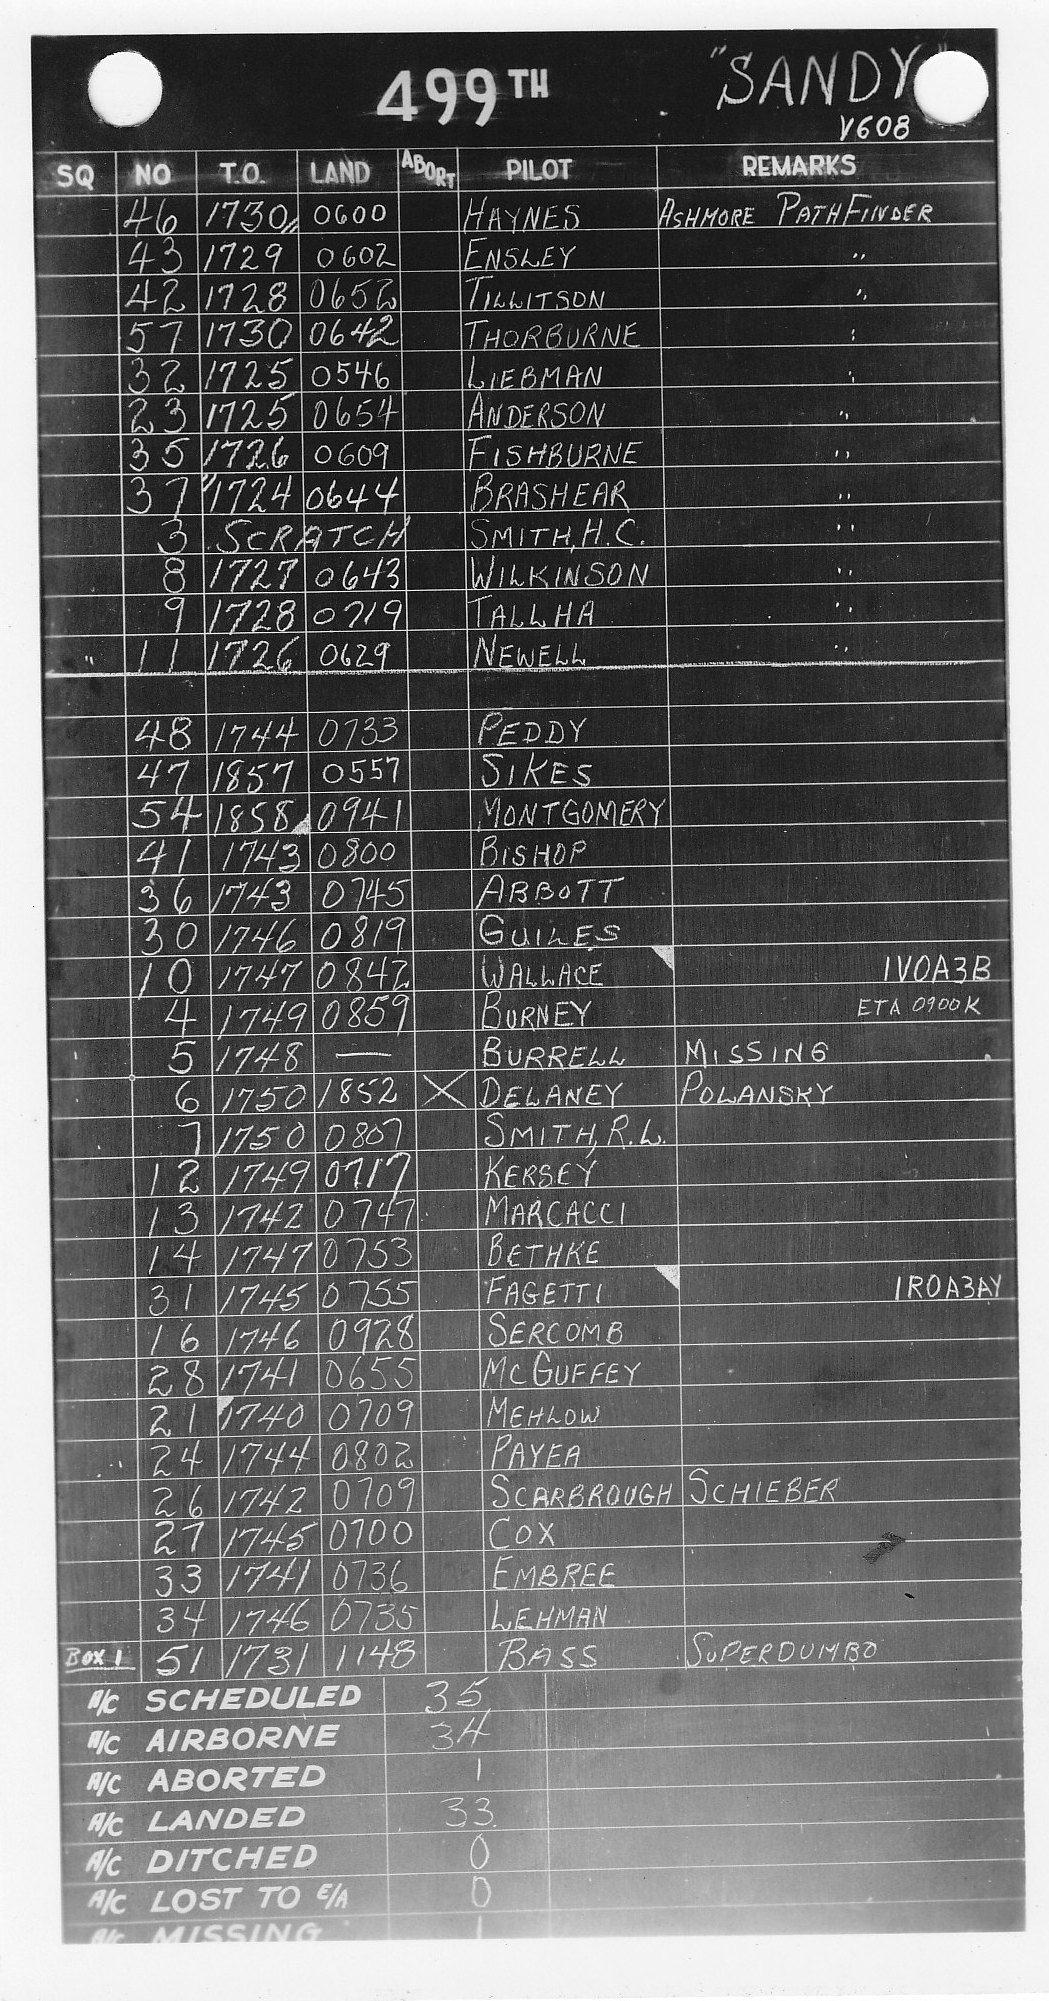 499TH "SANDY"
V608
SQ NO T.O. LAND ABORT PILOT REMARKS
46 1730 0600 HAYNES ASHMORE PATHFINDER
43 1729 0602 ENSLEY "
42 1728 0652 TILLITSON "
57 1730 0642 THORBURNE "
32 1725 0546 LIEBMAN "
23 1725 0654 ANDERSON "
35 1726 0609 FISHBURNE "
37 1724 0644 BRASHEAR "
3 SCRATCH SMITH, H.C. "
8 1727 0643 WILKINSON "
9 1728 0719 TALLHA "
" 11 1726 0629 NEWELL "
48 1744 0733 PEDDY
47 1857 0557 SIKES
54 1858 0941 MONTGOMERY
41 1743 0800 BISHOP
36 1743 0745 ABBOTT
30 1746 0819 GUILES
10 1747 0842 WALLACE 1V0A3B
4 1749 0859 BURNEY ETA 0900K
5 1748 — BURRELL MISSING
6 1750 1852 X DELANEY POLANSKY
7 1750 0807 SMITH, R.L.
12 1749 0717 KERSEY
13 1742 0747 MARCACCI
14 1747 0753 BETHKE
31 1745 0755 FAGETTI 1R0A3AY
16 1746 0928 SERCOMB
28 1741 0655 MCGUFFEY
21 1740 0709 MEHLOW
24 1744 0802 PAYEA
26 1742 0709 SCARBROUGH SCHIEBER
27 1745 0700 COX
33 1741 0736 EMBREE
34 1746 0735 LEHMAN
BOX 1 51 1731 1148 BASS SUPERDUMBO
A/C SCHEDULED 35
A/C AIRBORNE 34
A/C ABORTED 1
A/C LANDED 33
A/C DITCHED 0
A/C LOST TO E/A 0
A/C MISSING 1